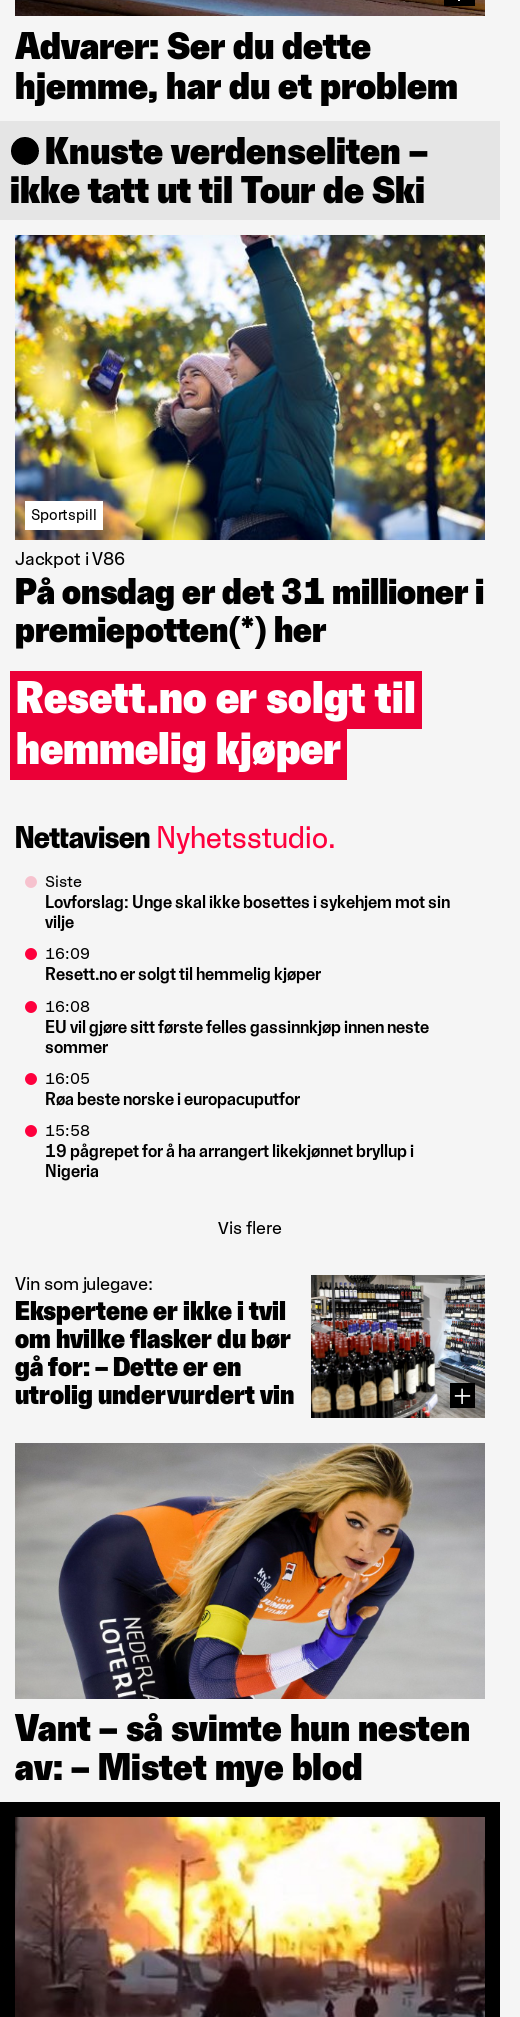 Advarer: Ser du dette
hjemme, har du et problem
Knuste verdenseliten –
ikke tatt ut til Tour de Ski
Sportspill
Jackpot i V86
På onsdag er det 31 millioner i
premiepotten(*) her
Resett.no er solgt til
hemmelig kjøper
Nettavisen Nyhetsstudio.
Siste
Lovforslag: Unge skal ikke bosettes i sykehjem mot sin
vilje
16:09
Resett.no er solgt til hemmelig kjøper
16:08
EU vil gjøre sitt første felles gassinnkjøp innen neste
sommer
16:05
Røa beste norske i europacuputfor
15:58
19 pågrepet for å ha arrangert likekjønnet bryllup i
Nigeria
Vis flere
Vin som julegave:
Ekspertene er ikke i tvil
om hvilke flasker du bør
gå for: – Dette er en
utrolig undervurdert vin
TEAM
JUMBO
VISMA
NEDERLA
LOTERI
Vant – så svimte hun nesten
av: – Mistet mye blod